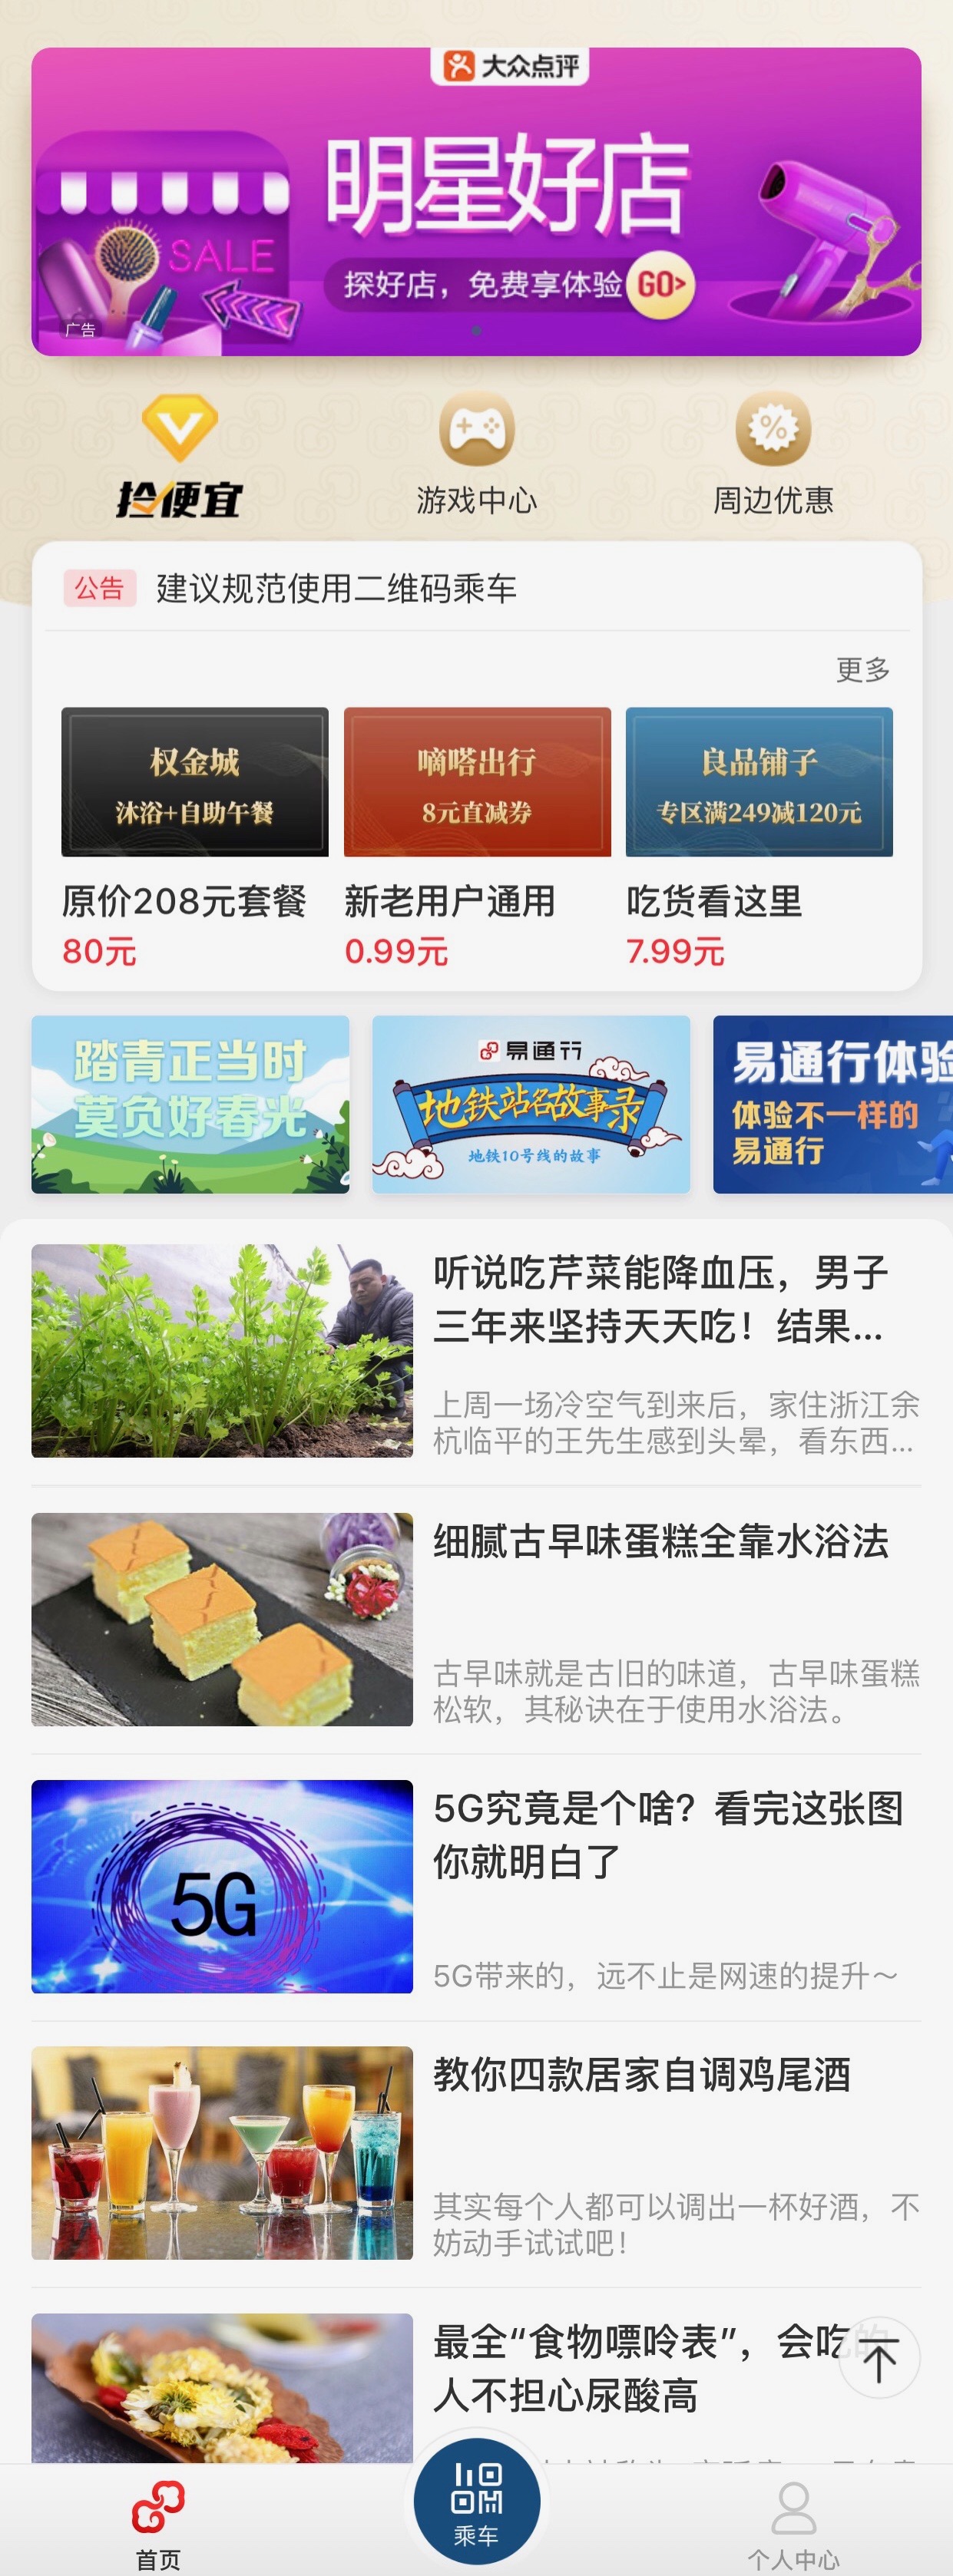 大众点评
明星好店
SALE
探好店，免费享体验 GO>
广告
捡便宜
游戏中心
周边优惠
公告 建议规范使用二维码乘车
更多
权金城
沐浴+自助午餐
嘀嗒出行
8元直减券
良品铺子
专区满249减120元
原价208元套餐
80元
新老用户通用
0.99元
吃货看这里
7.99元
踏青正当时
莫负好春光
易通行
地铁站名故事录
地铁10号线的故事
易通行体验
体验不一样的
易通行
听说吃芹菜能降血压，男子
三年来坚持天天吃！结果...
上周一场冷空气到来后，家住浙江余
杭临平的王先生感到头晕，看东西...
细腻古早味蛋糕全靠水浴法
古早味就是古旧的味道，古早味蛋糕
松软，其秘诀在于使用水浴法。
5G
5G究竟是个啥？看完这张图
你就明白了
5G带来的，远不止是网速的提升～
教你四款居家自调鸡尾酒
其实每个人都可以调出一杯好酒，不
妨动手试试吧！
最全“食物嘌呤表”，会吃的
人不担心尿酸高
首页
乘车
个人中心